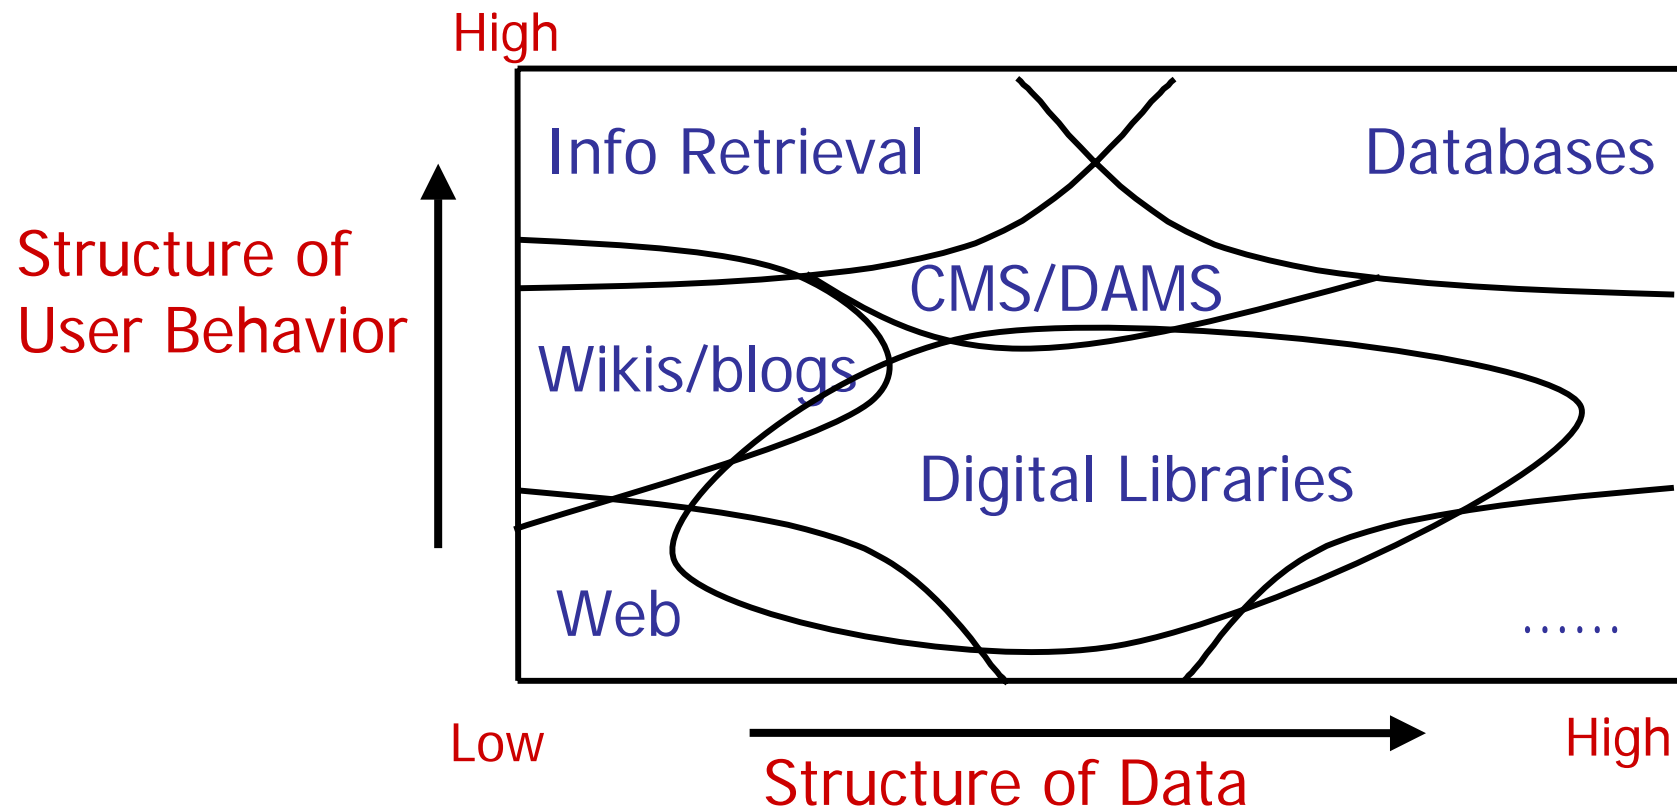 High
Info Retrieval
Databases
Structure of
User Behavior
CMS/DAMS
Wikis/blogs
Digital Libraries
Web
......
Low
High
Structure of Data